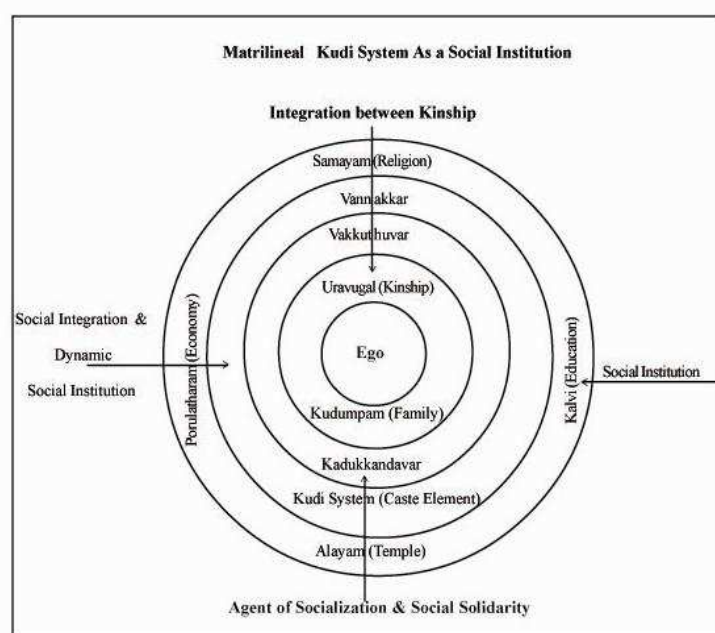 Matrilineal Kudi System As a Social Institution
Integration between Kinship
Samayam (Religion)
Vannakkar
Vakkuthuvar
Uravugal (Kinship)
Ego
Kudumpam (Family)
Kadukkandavar
Kudi System (Caste Element)
Alayam (Temple)
Porulatharam (Economy)
Kalvi (Education)
Social Integration &
Dynamic
Social Institution
Social Institution
Agent of Socialization & Social Solidarity